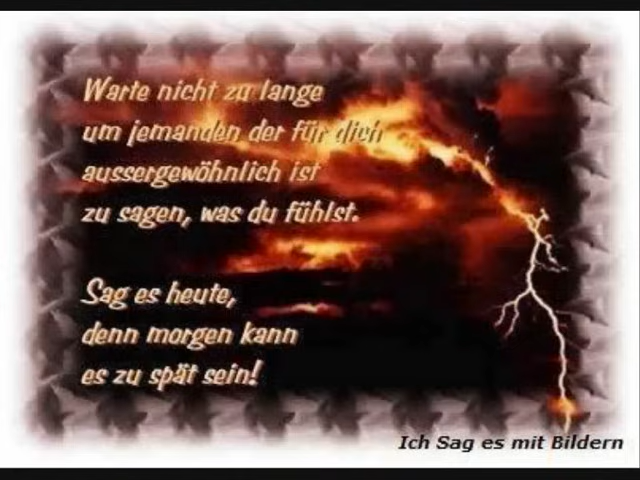 Warte nicht zu lange
um jemanden der für dich
aussergewöhnlich ist
zu sagen, was du fühlst.
Sag es heute,
denn morgen kann
es zu spät sein!
Ich Sag es mit Bildern